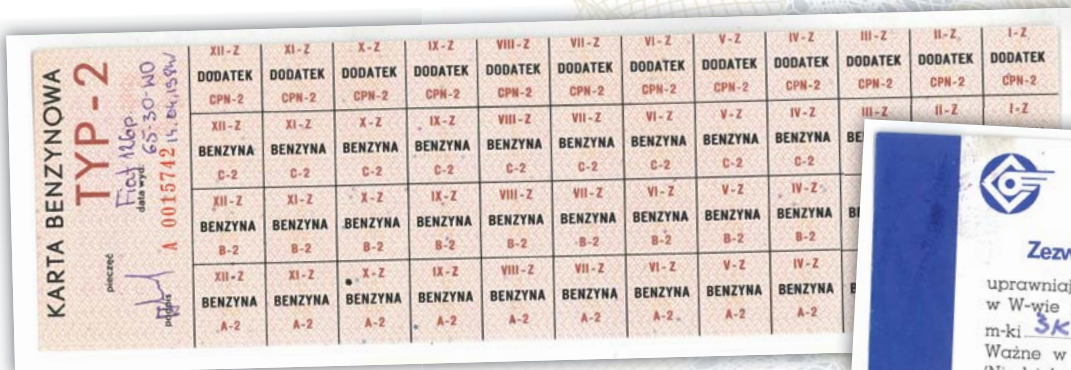 KARTA BENZYNOWA
TYP-2
Fiat 126p
65-30-WO
data wyd. 14.04.1984
A 0015742
pieczęć
podpis
XII-Z XI-Z X-Z IX-Z VIII-Z VII-Z VI-Z V-Z IV-Z III-Z II-Z I-Z
DODATEK DODATEK DODATEK DODATEK DODATEK DODATEK DODATEK DODATEK DODATEK DODATEK DODATEK DODATEK
CPN-2 CPN-2 CPN-2 CPN-2 CPN-2 CPN-2 CPN-2 CPN-2 CPN-2 CPN-2 CPN-2 CPN-2
XII-Z XI-Z X-Z IX-Z VIII-Z VII-Z VI-Z V-Z IV-Z III-Z II-Z I-Z
BENZYNA BENZYNA BENZYNA BENZYNA BENZYNA BENZYNA BENZYNA BENZYNA BENZYNA BE
C-2 C-2 C-2 C-2 C-2 C-2 C-2 C-2 C-2
XII-Z XI-Z X-Z IX-Z VIII-Z VII-Z VI-Z V-Z IV-Z
BENZYNA BENZYNA BENZYNA BENZYNA BENZYNA BENZYNA BENZYNA BENZYNA BENZYNA B
B-2 B-2 B-2 B-2 B-2 B-2 B-2 B-2 B-2
XII-Z XI-Z X-Z IX-Z VIII-Z VII-Z VI-Z V-Z IV-Z
BENZYNA BENZYNA BENZYNA BENZYNA BENZYNA BENZYNA BENZYNA BENZYNA BENZYNA B
A-2 A-2 A-2 A-2 A-2 A-2 A-2 A-2 A-2
Zezw
uprawniaj
w W-wie
m-ki SK
Ważne w